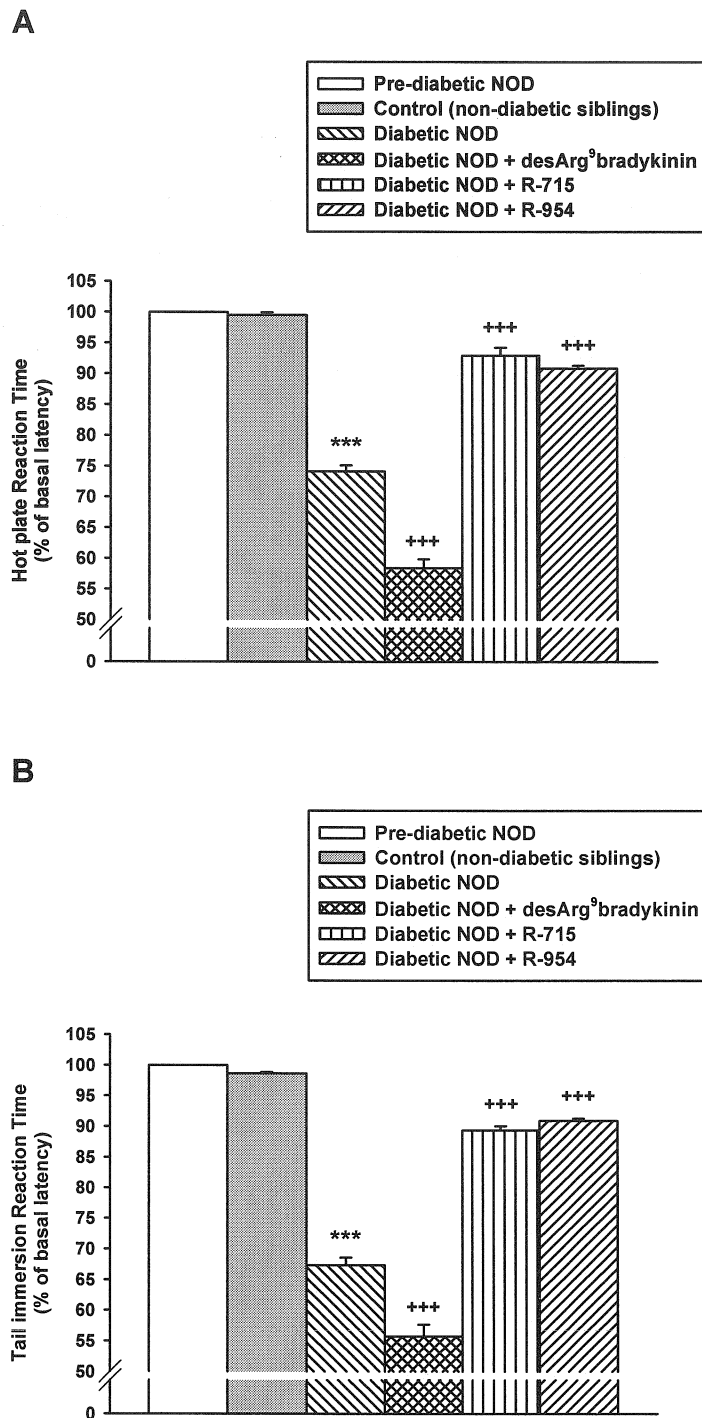 A
Pre-diabetic NOD
Control (non-diabetic siblings)
Diabetic NOD
Diabetic NOD + desArg⁹bradykinin
Diabetic NOD + R-715
Diabetic NOD + R-954
Hot plate Reaction Time
(% of basal latency)
105
100
95
90
85
80
75
70
65
60
55
50
0
***
+++
+++
+++
B
Pre-diabetic NOD
Control (non-diabetic siblings)
Diabetic NOD
Diabetic NOD + desArg⁹bradykinin
Diabetic NOD + R-715
Diabetic NOD + R-954
Tail immersion Reaction Time
(% of basal latency)
105
100
95
90
85
80
75
70
65
60
55
50
0
***
+++
+++
+++